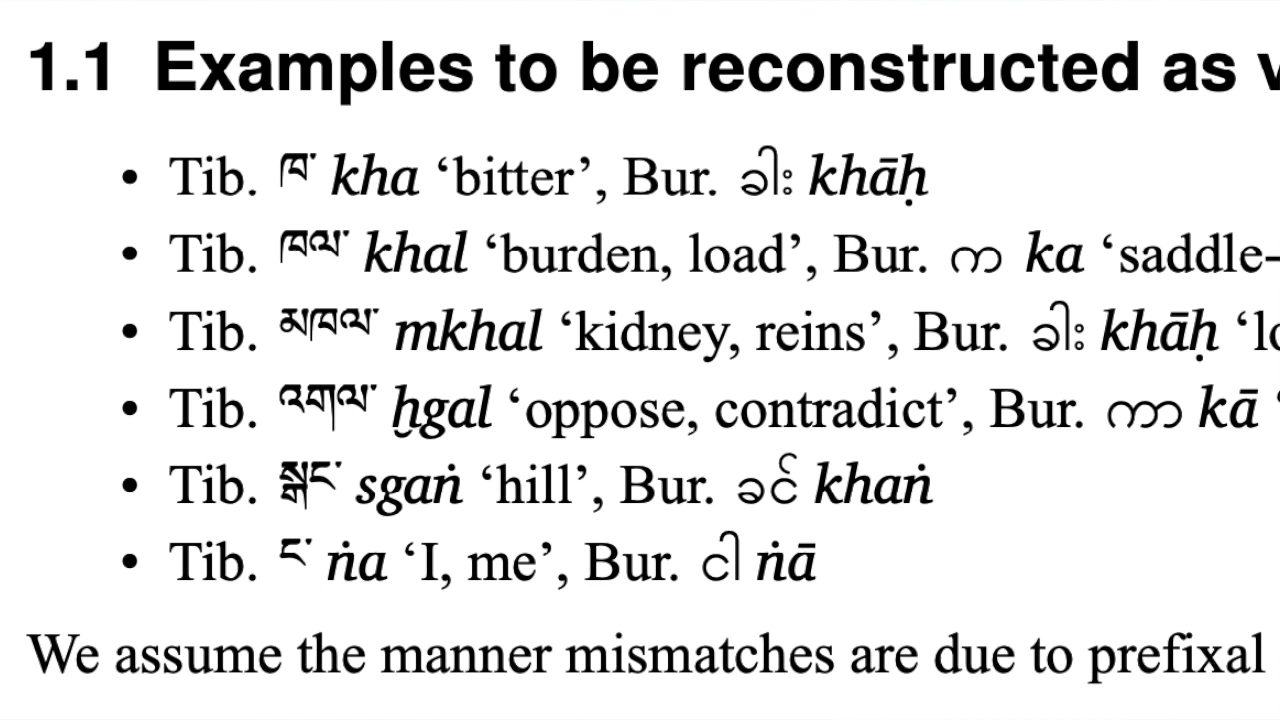 1.1 Examples to be reconstructed as
• Tib. ཁ་ kha ‘bitter’, Bur. ခါး khāḥ
• Tib. ཁལ་ khal ‘burden, load’, Bur. က ka ‘saddle-
• Tib. མཁལ་ mkhal ‘kidney, reins’, Bur. ခါး khāḥ
• Tib. འགལ་ ḫgal ‘oppose, contradict’, Bur. ကာ kā
• Tib. སྒང་ sgaṅ ‘hill’, Bur. ခင် khaṅ
• Tib. ང་ ṅa ‘I, me’, Bur. ငါ ṅā
We assume the manner mismatches are due to prefixal